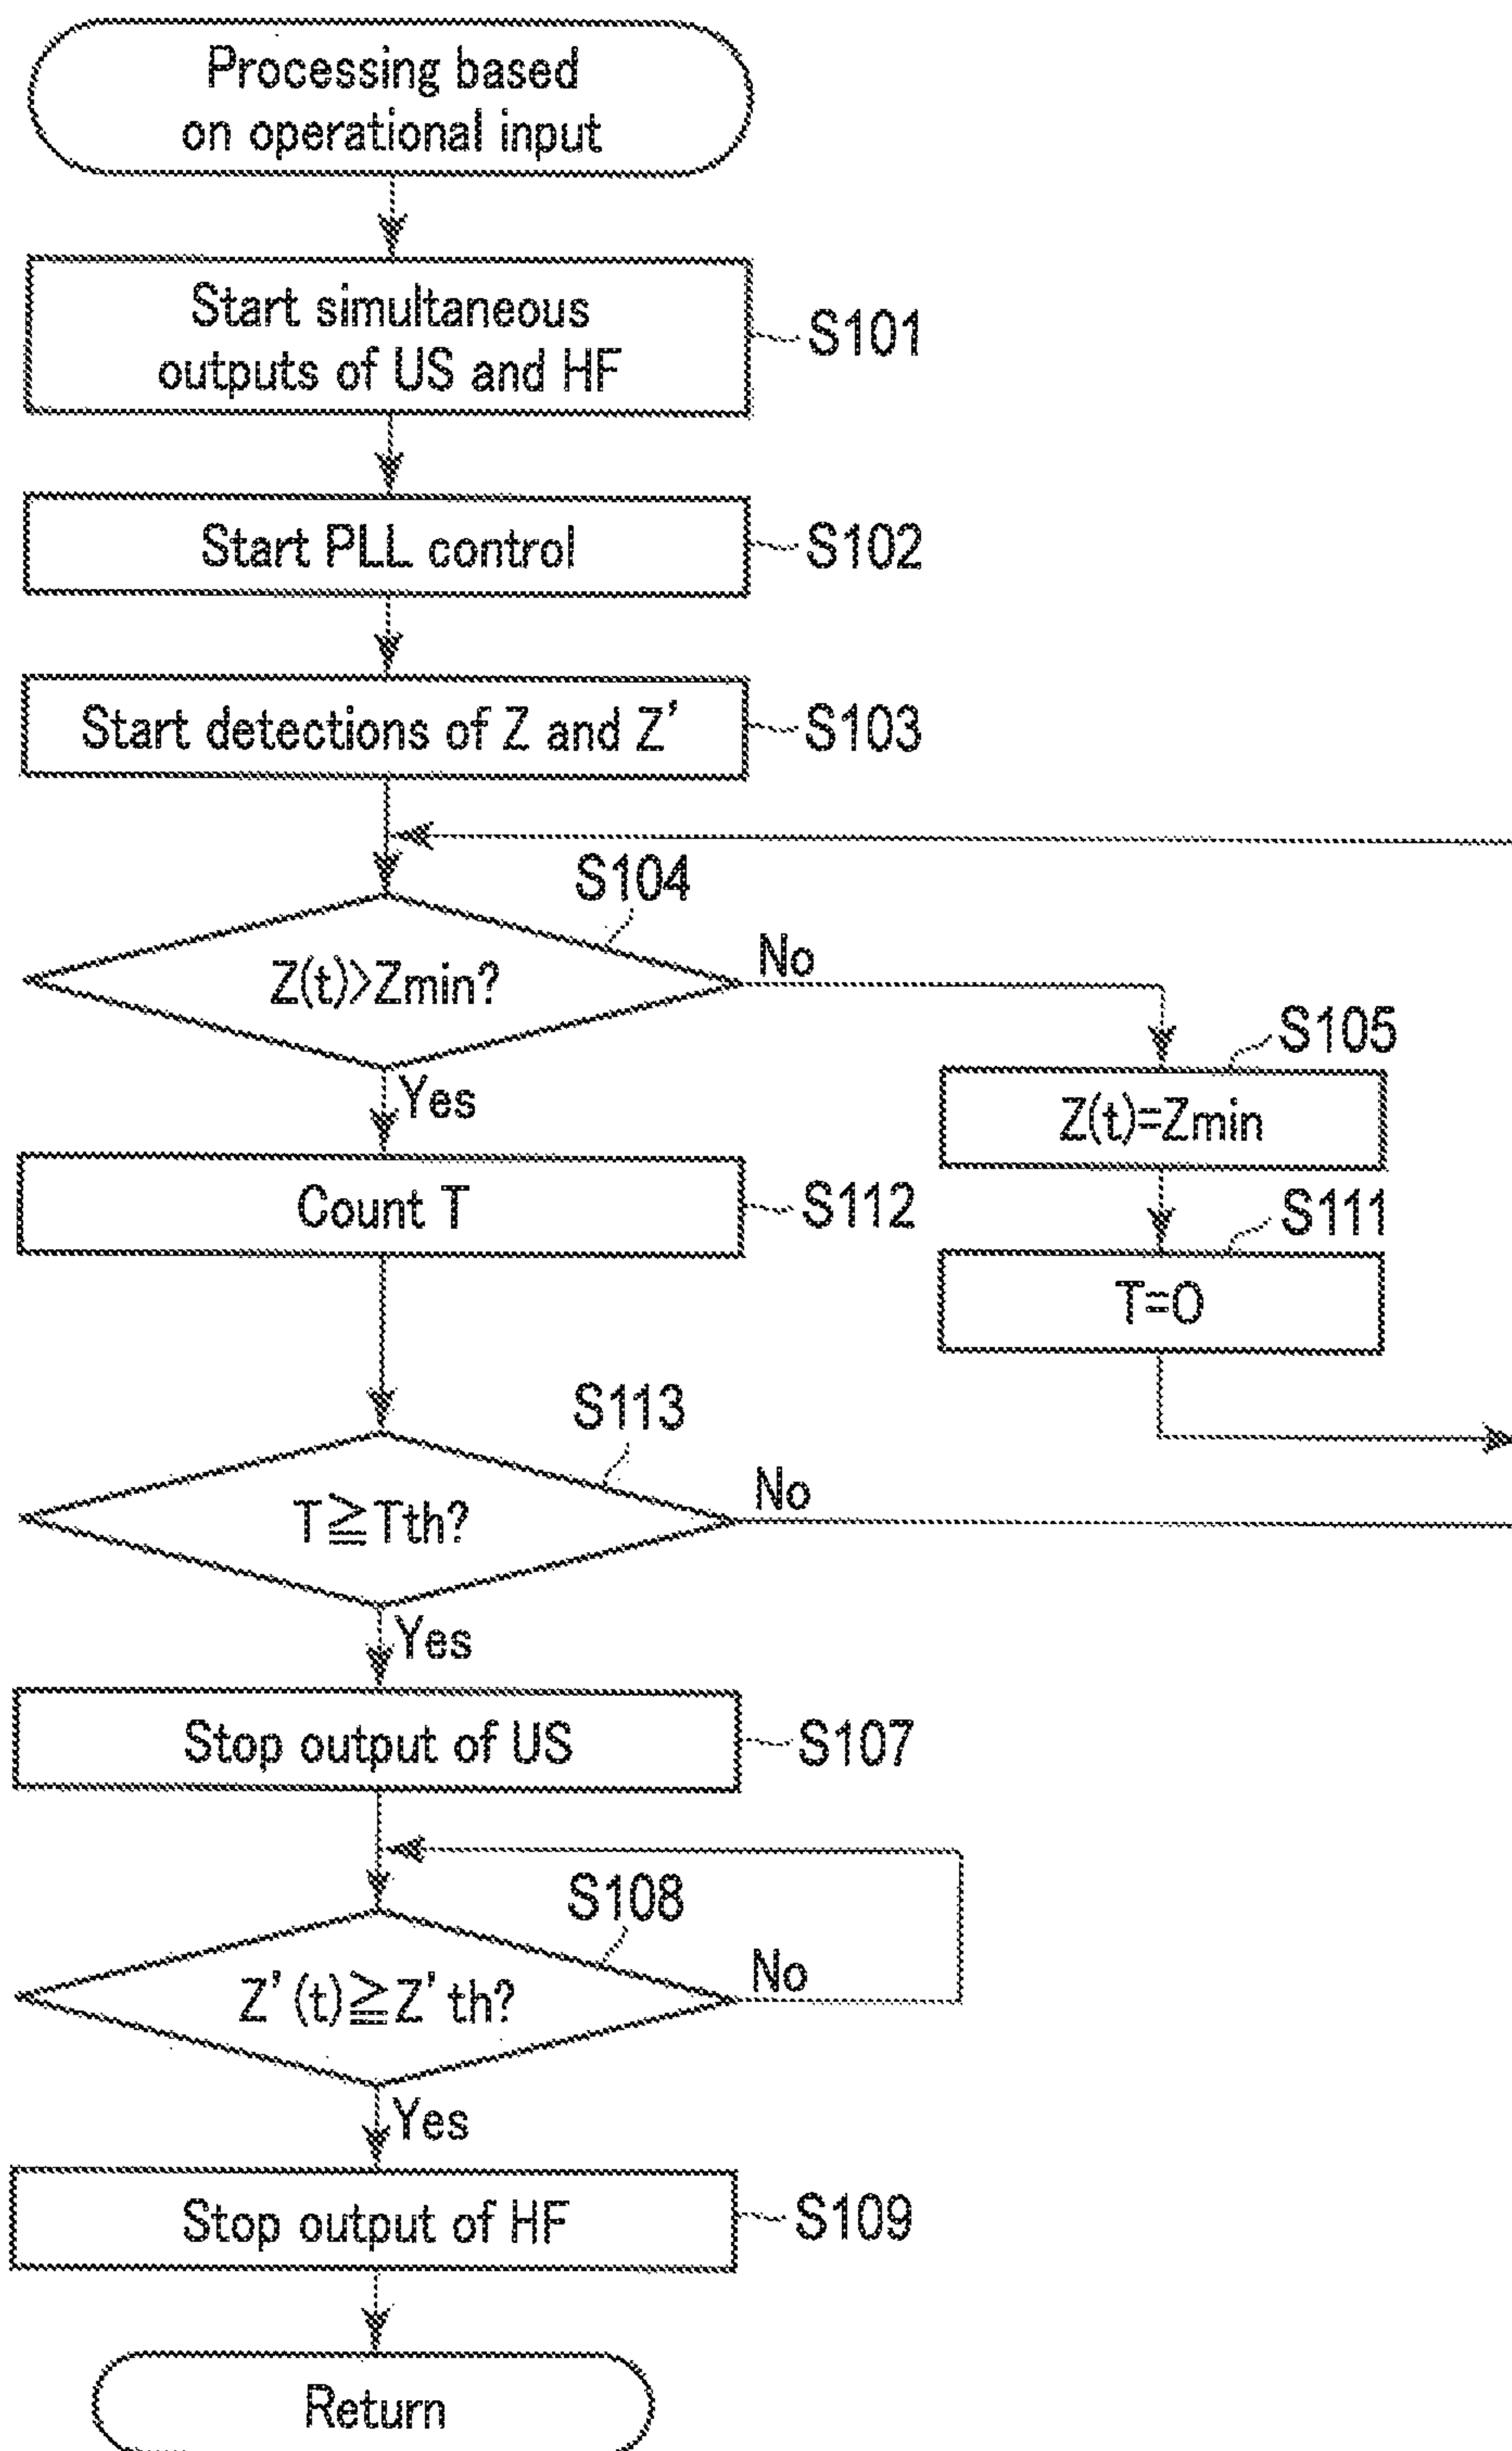 Processing based
on operational input
Start simultaneous
outputs of US and HF
S101
Start PLL control
S102
Start detections of Z and Z'
S103
S104
Z(t)>Zmin?
No
Yes
S105
Z(t)=Zmin
S111
T=0
Count T
S112
S113
T≧Tth?
No
Yes
Stop output of US
S107
S108
Z'(t)≧Z'th?
No
Yes
Stop output of HF
S109
Return